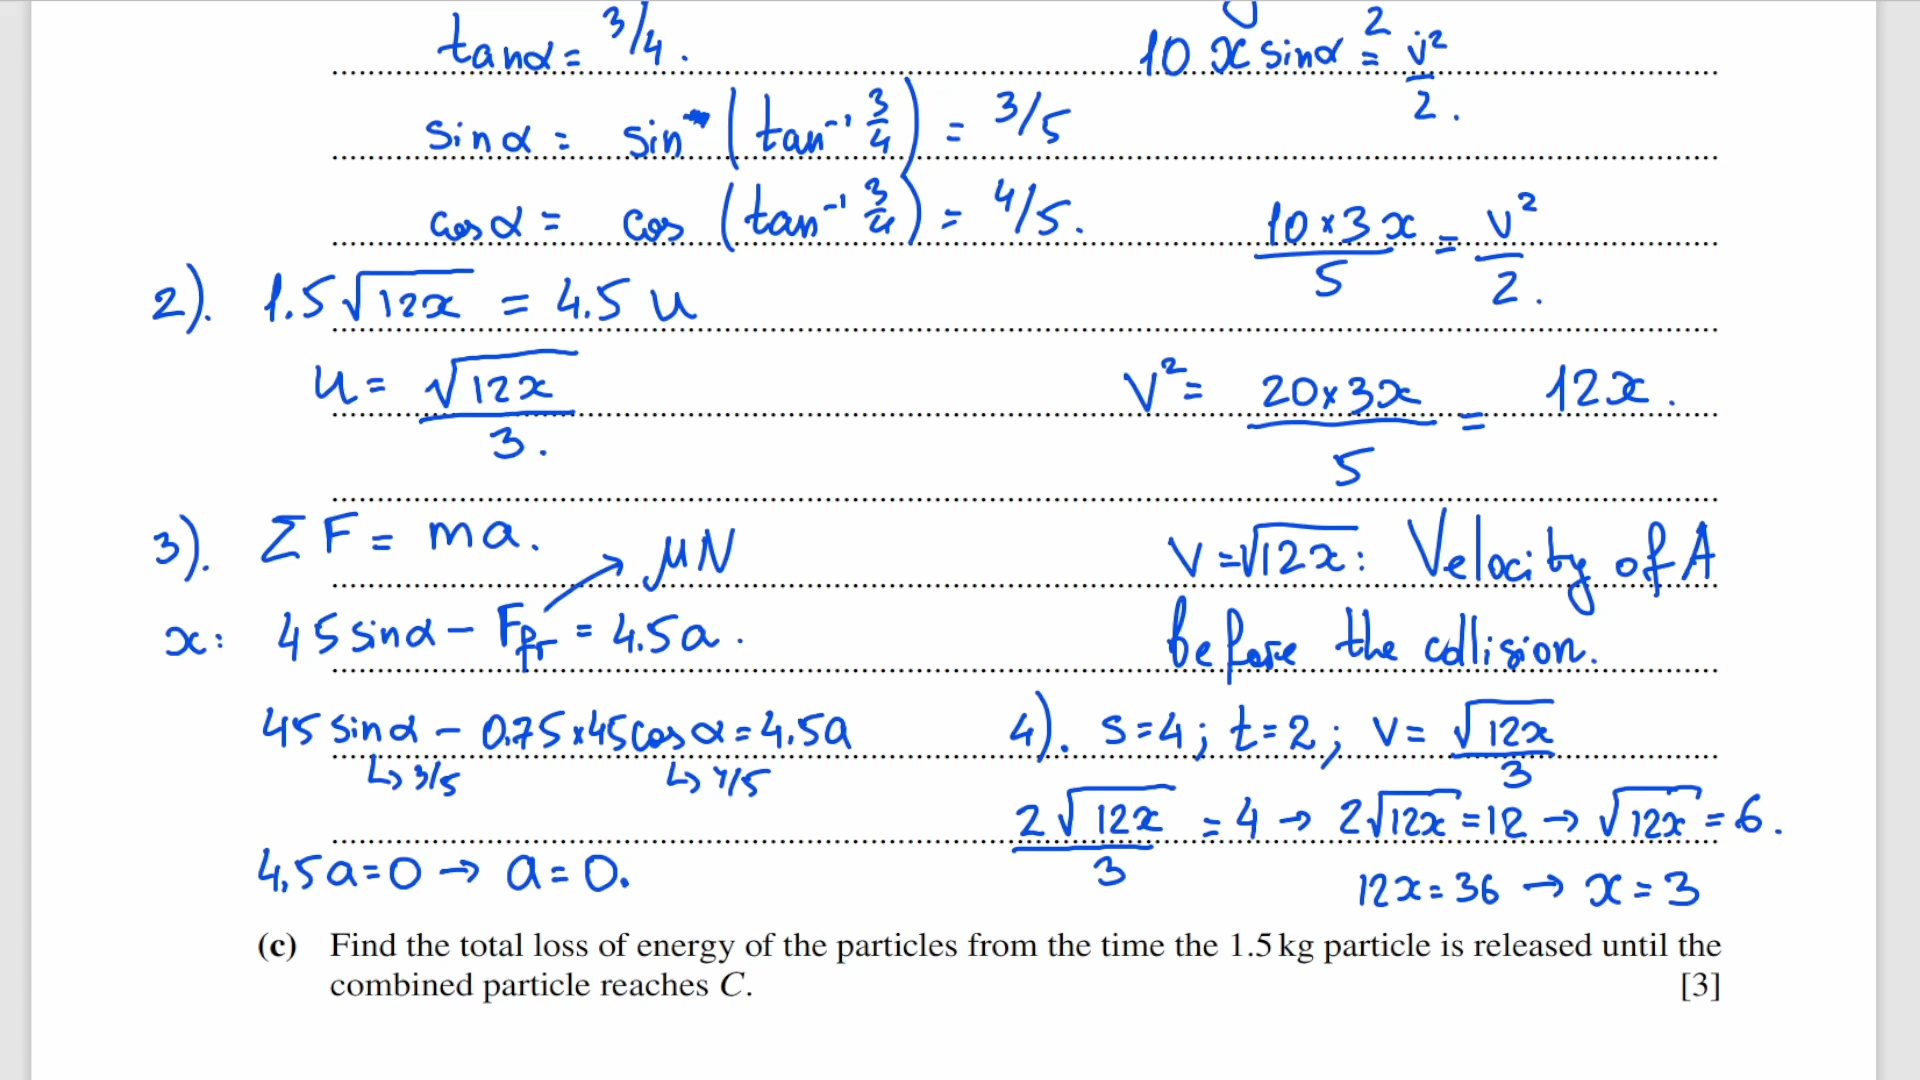 tanα = 3/4.
10 x sinα = v²/2.
sinα = sin (tan⁻¹ 3/4) = 3/5
cosα = cos (tan⁻¹ 3/4) = 4/5.
10×3x/5 = v²/2.
2). 1.5√12x = 4.5 u
u = √12x/3.
v² = 20×3x/5 = 12x.
3). ΣF = ma.
→ μN
x: 45 sinα − Ffr = 4.5a.
45 sinα − 0.75×45cosα = 4.5a
↳ 3/5 ↳ 4/5
4.5a = 0 → a = 0.
V = √12x : Velocity of A
before the collision.
4). s = 4; t = 2; v = √12x/3
2√12x/3 = 4 → 2√12x = 12 → √12x = 6.
12x = 36 → x = 3
(c) Find the total loss of energy of the particles from the time the 1.5 kg particle is released until the
combined particle reaches C. [3]